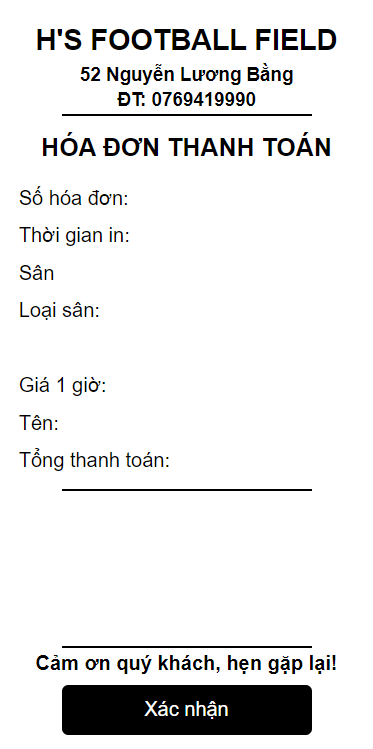 H'S FOOTBALL FIELD
52 Nguyễn Lương Bằng
ĐT: 0769419990
HÓA ĐƠN THANH TOÁN
Số hóa đơn:
Thời gian in:
Sân
Loại sân:
Giá 1 giờ:
Tên:
Tổng thanh toán:
Cảm ơn quý khách, hẹn gặp lại!
Xác nhận